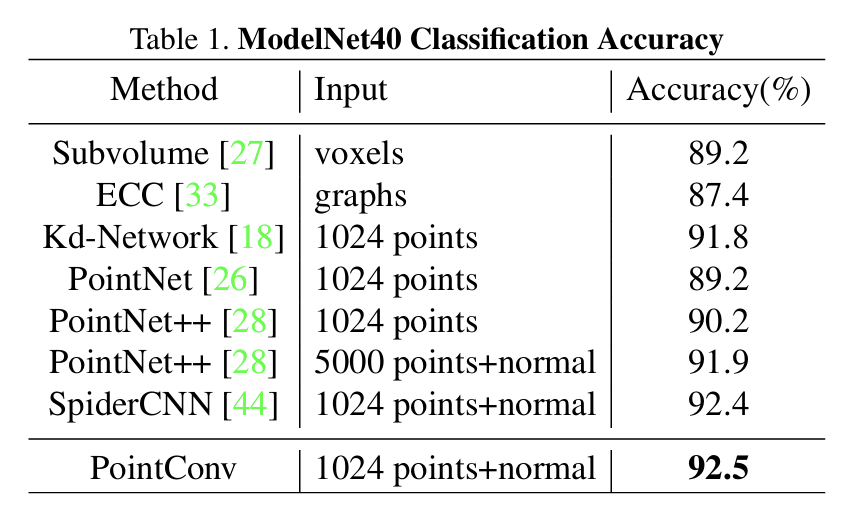 Table 1. ModelNet40 Classification Accuracy
Method Input Accuracy(%)
Subvolume [27] voxels 89.2
ECC [33] graphs 87.4
Kd-Network [18] 1024 points 91.8
PointNet [26] 1024 points 89.2
PointNet++ [28] 1024 points 90.2
PointNet++ [28] 5000 points+normal 91.9
SpiderCNN [44] 1024 points+normal 92.4
PointConv 1024 points+normal 92.5